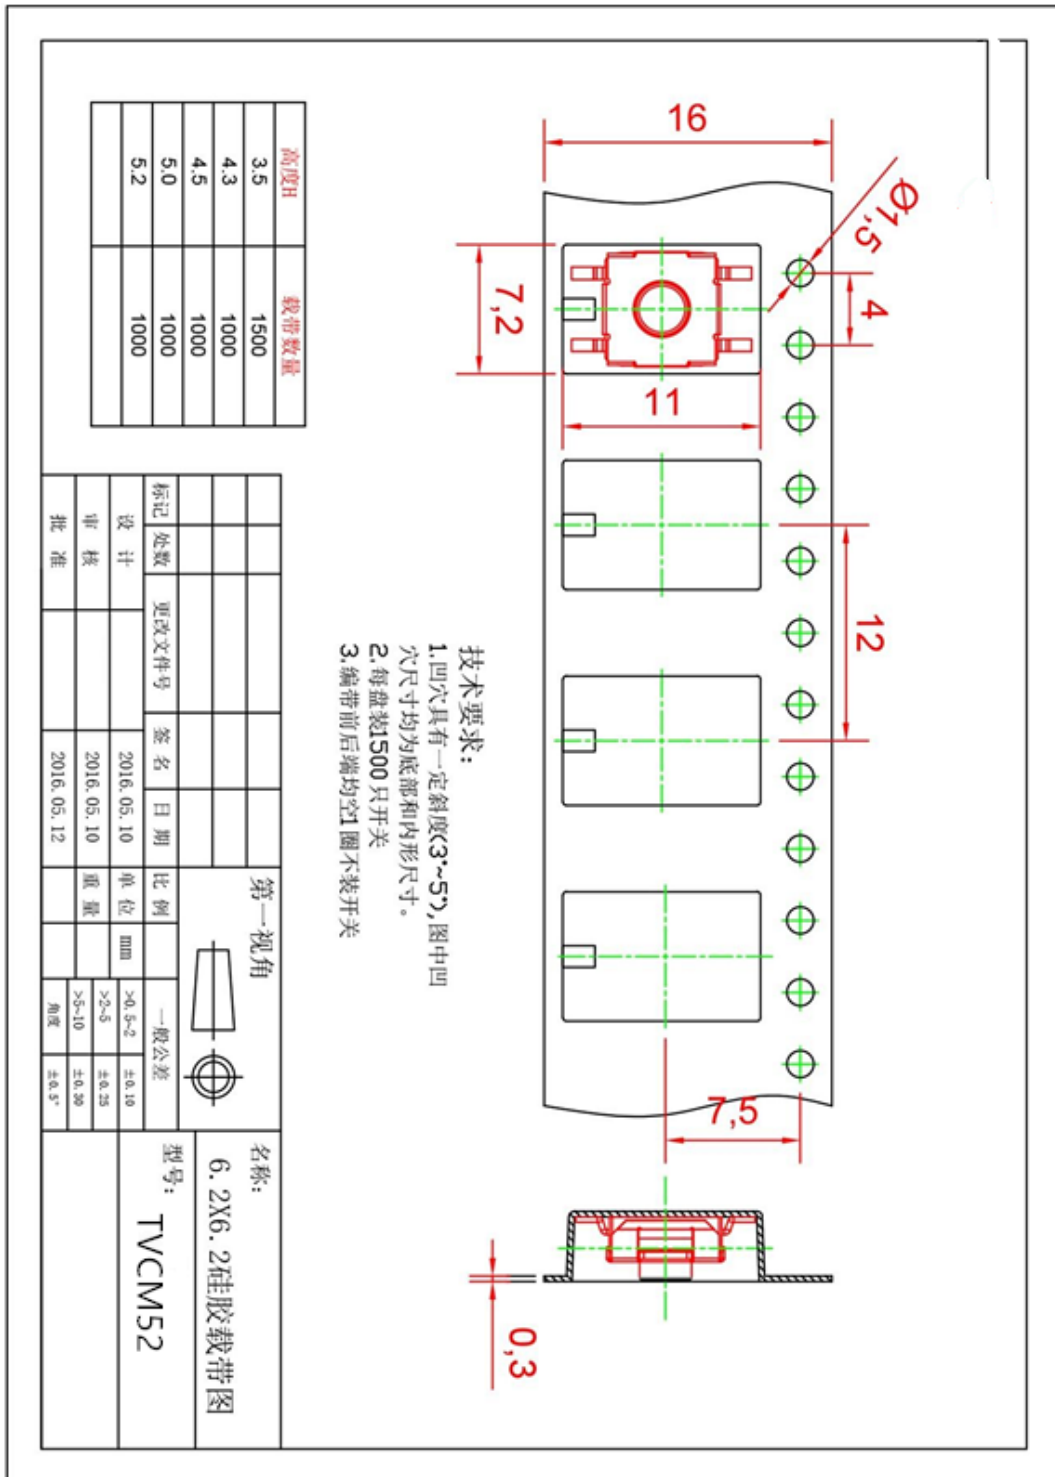 16
Ø1,5
4
7,2
11
12
7,5
0,3
高度H 载带数量
3.5 1500
4.3 1000
4.5 1000
5.0 1000
5.2 1000
技术要求：
1.凹穴具有一定斜度(3°~5°),图中凹
穴尺寸均为底部和内形尺寸。
2.每盘装1500只开关
3.编带前后端均空1圈不装开关
标记 处数 更改文件号 签名 日期
设计 2016.05.10
审核 2016.05.10
批准 2016.05.12
第一视角
比例
单位 mm
重量
一般公差
>0.5~2 ±0.10
>2~5 ±0.25
>5~10 ±0.30
角度 ±0.5°
名称：
6.2X6.2硅胶载带图
型号：
TVCM52